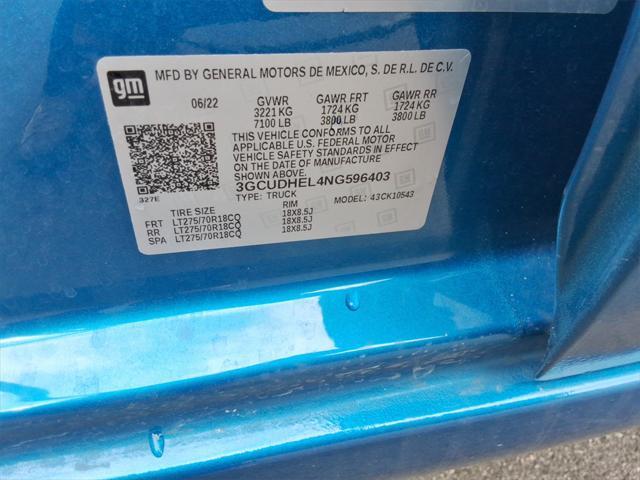 gm
MFD BY GENERAL MOTORS DE MEXICO, S. DE R.L. DE C.V.
06/22 GVWR GAWR FRT GAWR RR
3221 KG 1724 KG 1724 KG
7100 LB 3800 LB 3800 LB
THIS VEHICLE CONFORMS TO ALL
APPLICABLE U.S. FEDERAL MOTOR
VEHICLE SAFETY STANDARDS IN EFFECT
ON THE DATE OF MANUFACTURE
SHOWN ABOVE.
3GCUDHEL4NG596403
327E TYPE: TRUCK MODEL: 43CK10543
TIRE SIZE RIM
FRT LT275/70R18CQ 18X8.5J
RR LT275/70R18CQ 18X8.5J
SPA LT275/70R18CQ 18X8.5J